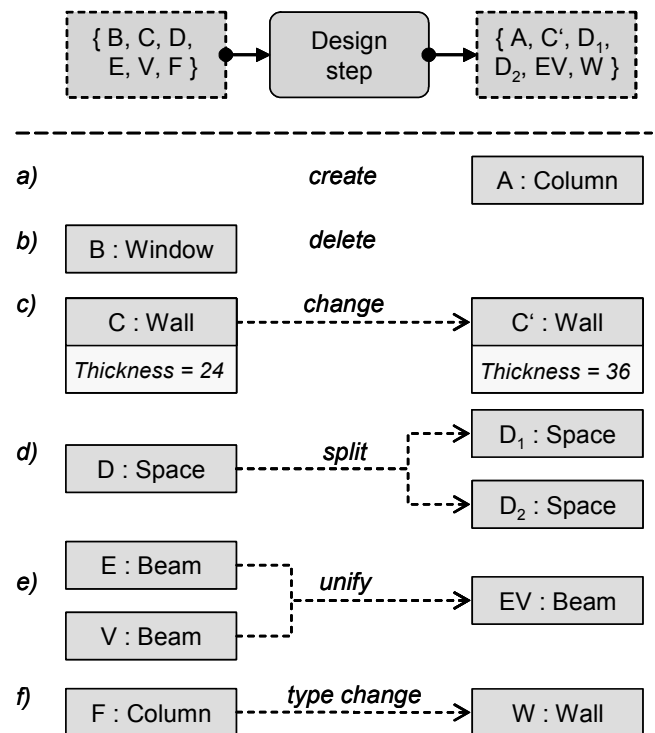 { B, C, D,
E, V, F }
Design
step
{ A, C‘, D₁,
D₂, EV, W }
a) create A : Column
b) B : Window delete
c) C : Wall change C‘ : Wall
Thickness = 24 Thickness = 36
d) D : Space split D₁ : Space
D₂ : Space
e) E : Beam unify EV : Beam
V : Beam
f) F : Column type change W : Wall